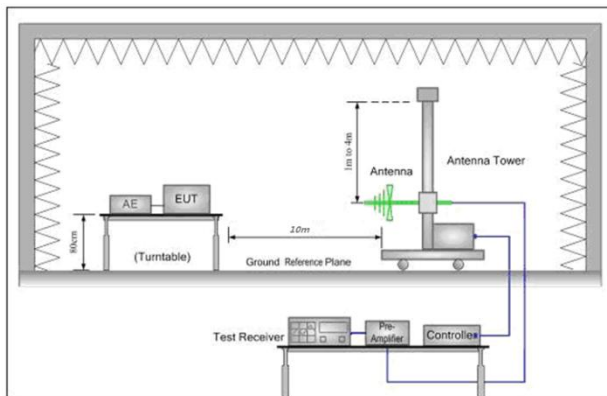 1m to 4m
Antenna
Antenna Tower
AE
EUT
80cm
(Turntable)
10m
Ground Reference Plane
Test Receiver
Pre-
Amplifier
Controller